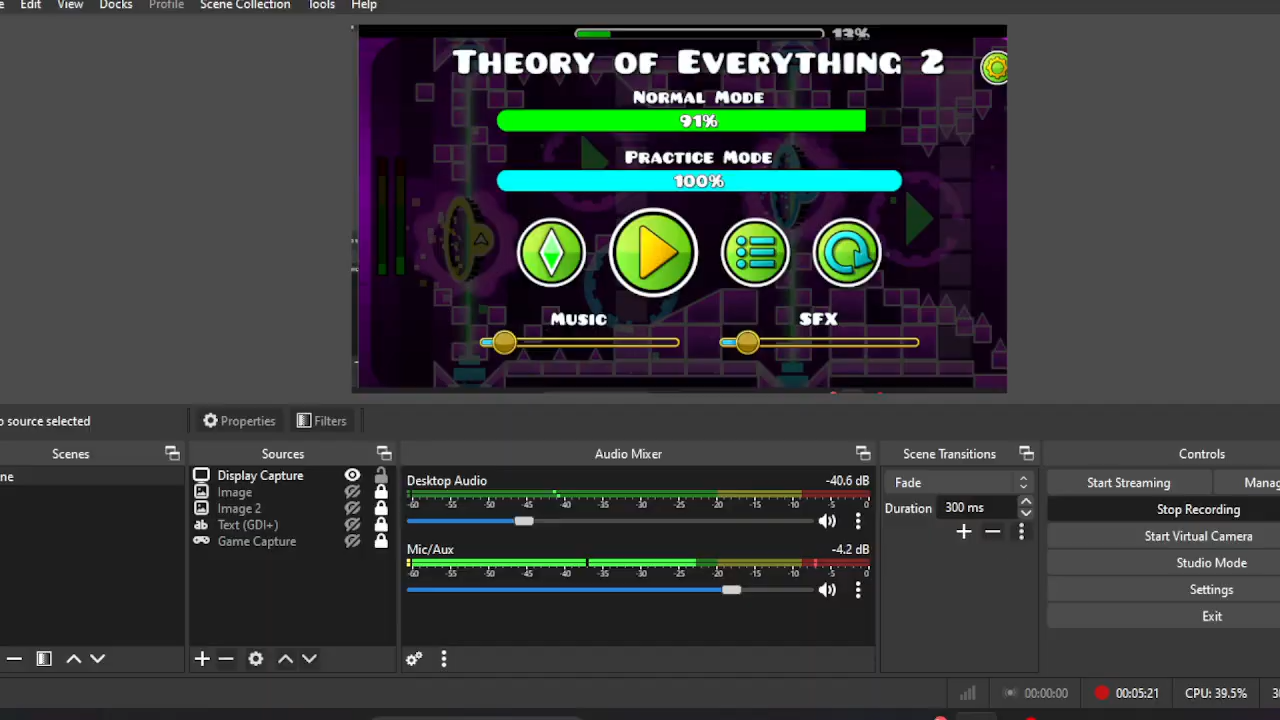 Edit View Docks Profile Scene Collection Tools Help
13%
Theory of Everything 2
Normal Mode
91%
Practice Mode
100%
Music SFX
source selected Properties Filters
Scenes Sources Audio Mixer Scene Transitions Controls
Display Capture
Image
Image 2
Text (GDI+)
Game Capture
Desktop Audio -40.6 dB
-60 -55 -50 -45 -40 -35 -30 -25 -20 -15 -10 -5 0
Mic/Aux -4.2 dB
-60 -55 -50 -45 -40 -35 -30 -25 -20 -15 -10 -5 0
Fade
Duration 300 ms
Start Streaming
Stop Recording
Start Virtual Camera
Studio Mode
Settings
Exit
00:00:00 00:05:21 CPU: 39.5%